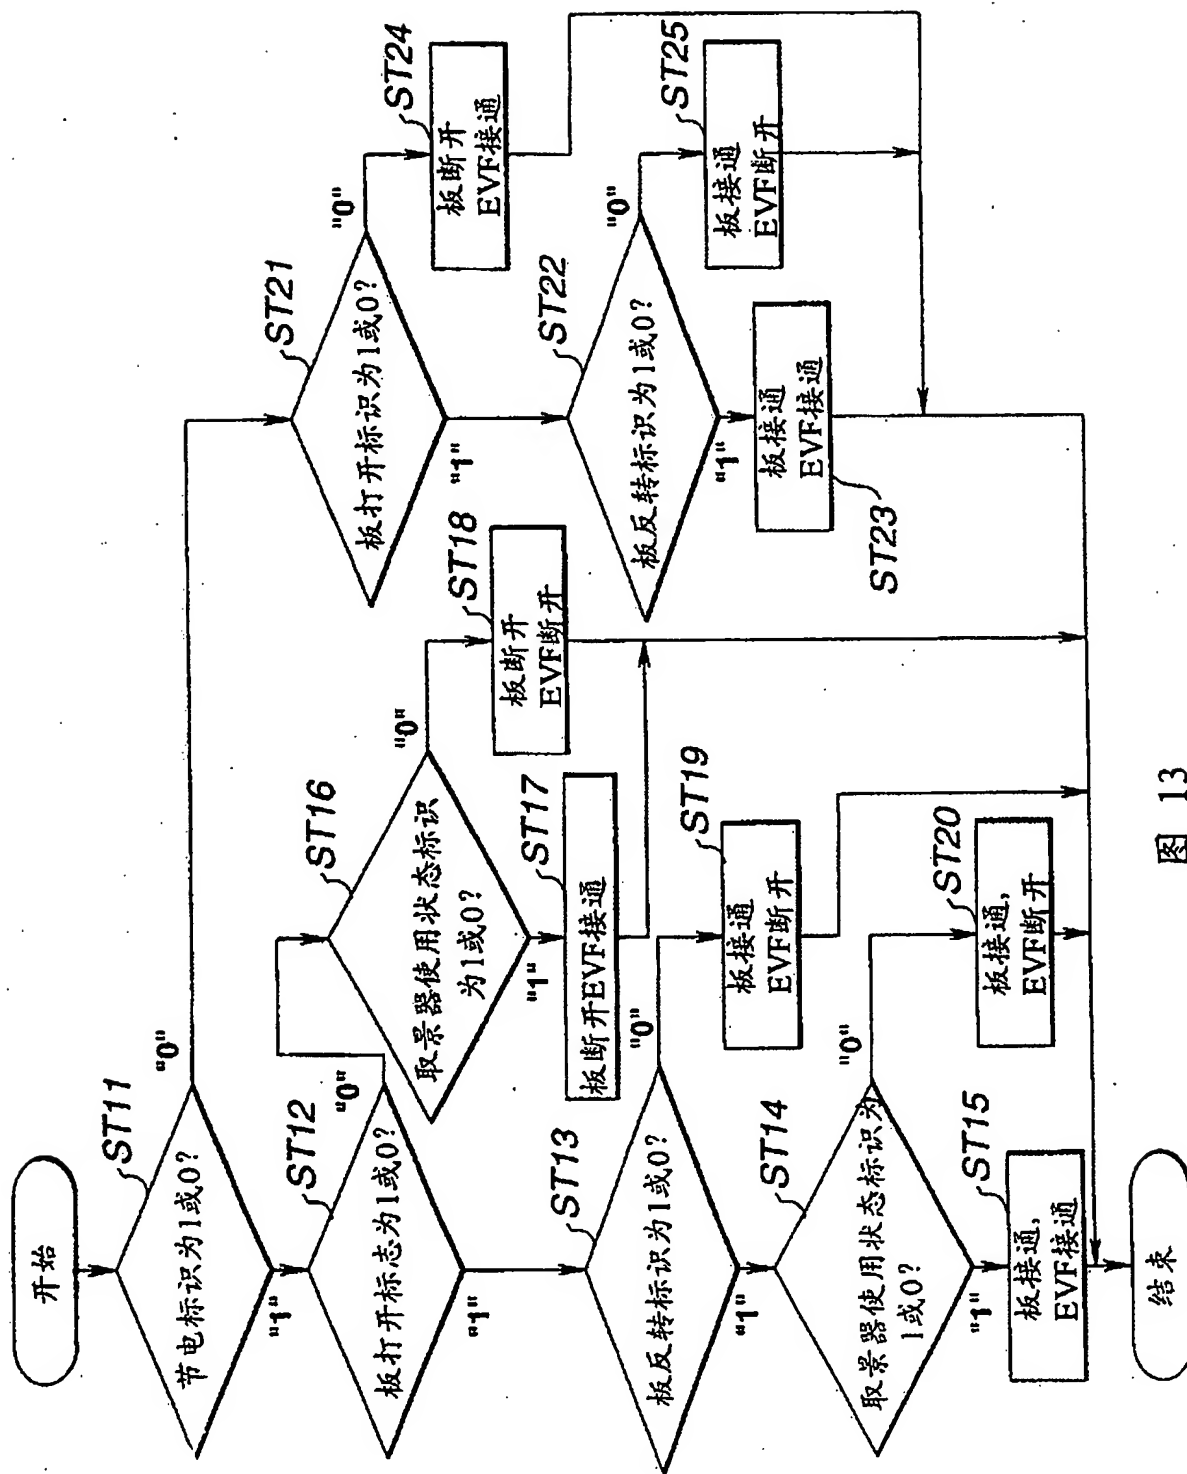 开始
ST11
节电标识为1或0?
"0"
"1"
ST12
板打开标志为1或0?
"0"
"1"
ST13
板反转标识为1或0?
"0"
"1"
ST14
取景器使用状态标识为
1或0?
"0"
"1"
ST15
板接通,
EVF接通
结束
ST16
取景器使用状态标识
为1或0?
"0"
"1"
ST17
板断开EVF接通
ST18
板断开
EVF断开
ST19
板接通
EVF断开
ST20
板接通,
EVF断开
ST21
板打开标识为1或0?
"0"
"1"
ST22
板反转标识为1或0?
"0"
"1"
板接通
EVF接通
ST23
ST24
板断开
EVF接通
ST25
板接通
EVF断开
图 13